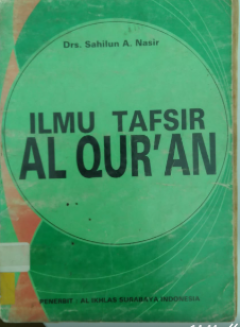 Drs. Sahilun A. Nasir
ILMU TAFSIR
AL QUR'AN
PENERBIT : AL IKHLAS SURABAYA INDONESIA